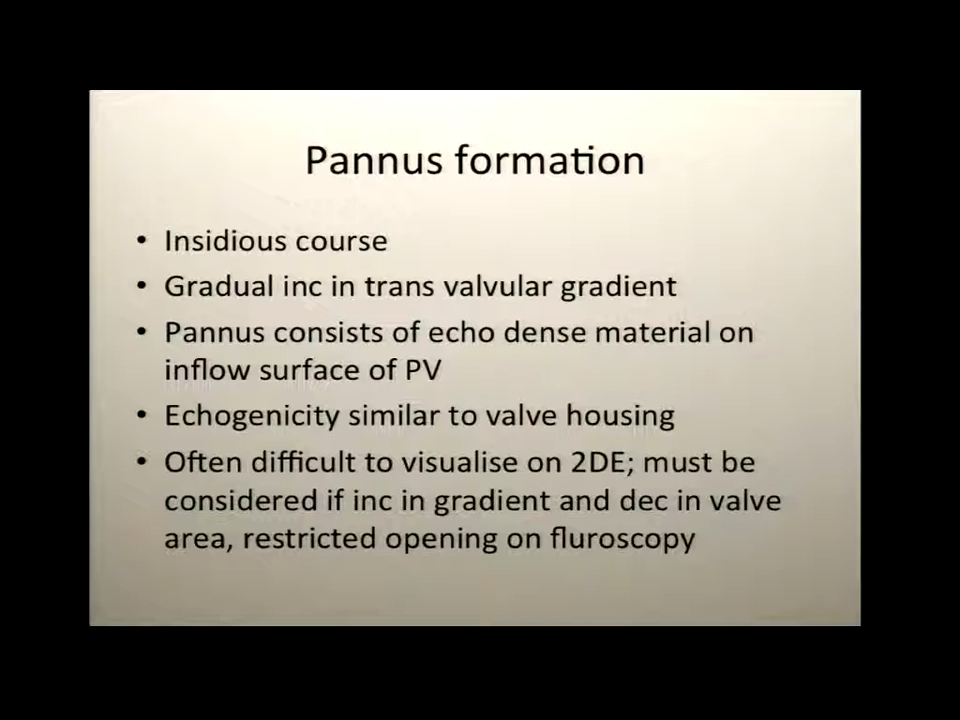 Pannus formation
• Insidious course
• Gradual inc in trans valvular gradient
• Pannus consists of echo dense material on
inflow surface of PV
• Echogenicity similar to valve housing
• Often difficult to visualise on 2DE; must be
considered if inc in gradient and dec in valve
area, restricted opening on fluroscopy